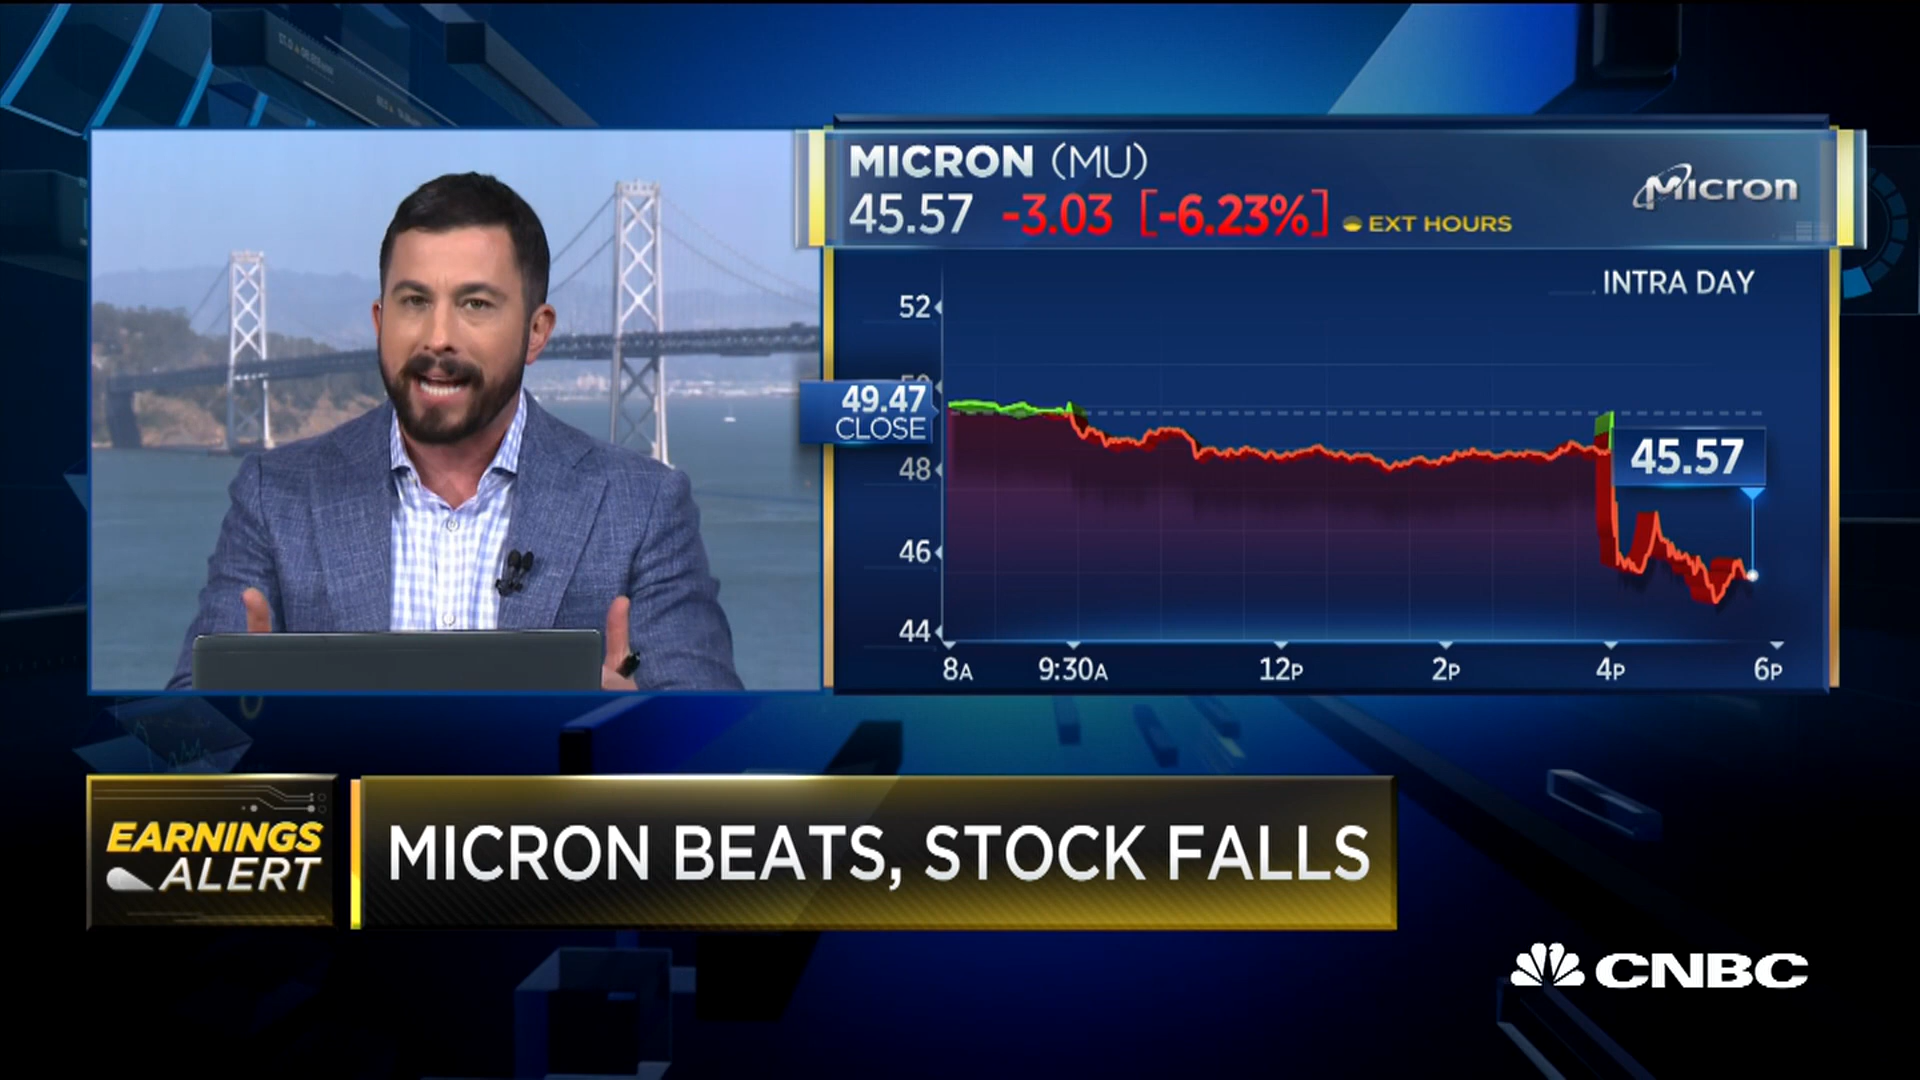 MICRON (MU)
45.57 -3.03 [-6.23%] EXT HOURS
Micron
INTRA DAY
52
50
49.47
CLOSE
48
46
44
45.57
8A 9:30A 12P 2P 4P 6P
EARNINGS
ALERT
MICRON BEATS, STOCK FALLS
CNBC